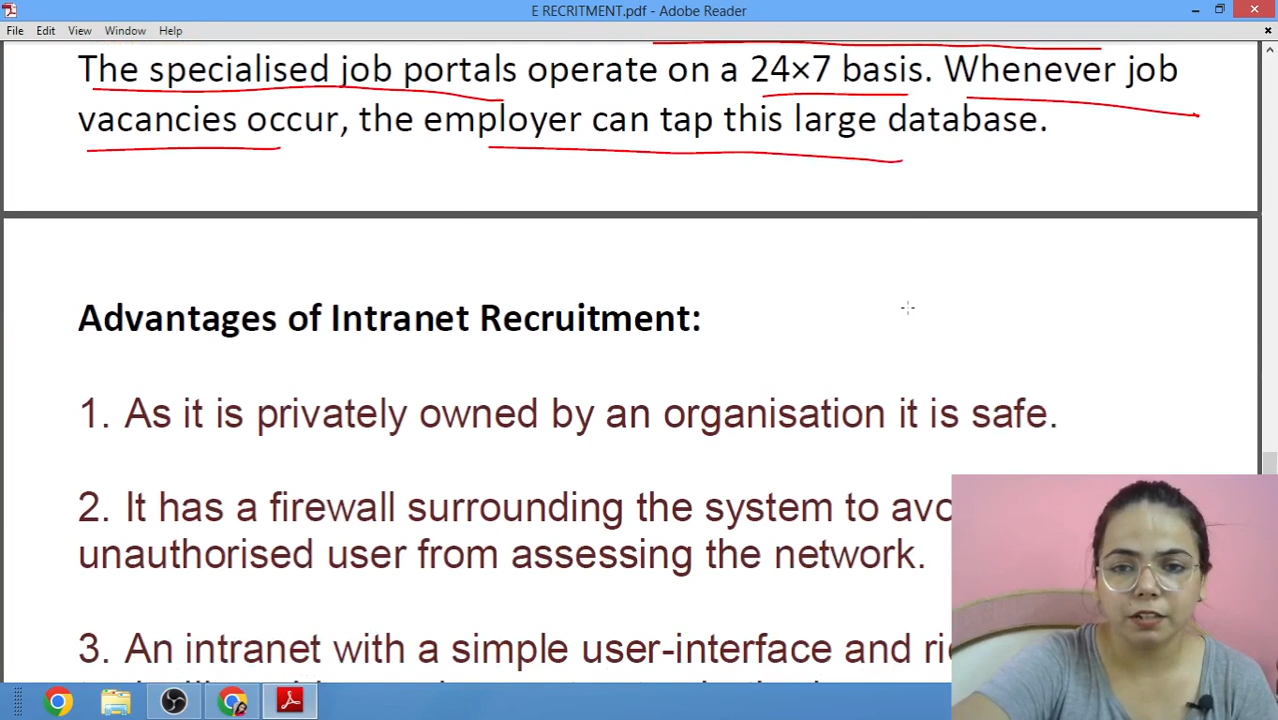 E RECRITMENT.pdf - Adobe Reader
File Edit View Window Help
The specialised job portals operate on a 24×7 basis. Whenever job
vacancies occur, the employer can tap this large database.
Advantages of Intranet Recruitment:
1. As it is privately owned by an organisation it is safe.
2. It has a firewall surrounding the system to avo
unauthorised user from assessing the network.
3. An intranet with a simple user-interface and ri